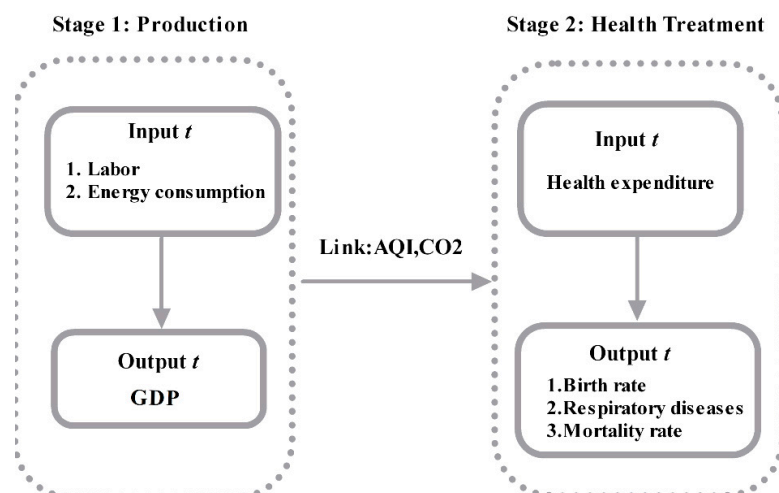 Stage 1: Production
Input t
1. Labor
2. Energy consumption
Output t
GDP
Link:AQI,CO2
Stage 2: Health Treatment
Input t
Health expenditure
Output t
1.Birth rate
2.Respiratory diseases
3.Mortality rate